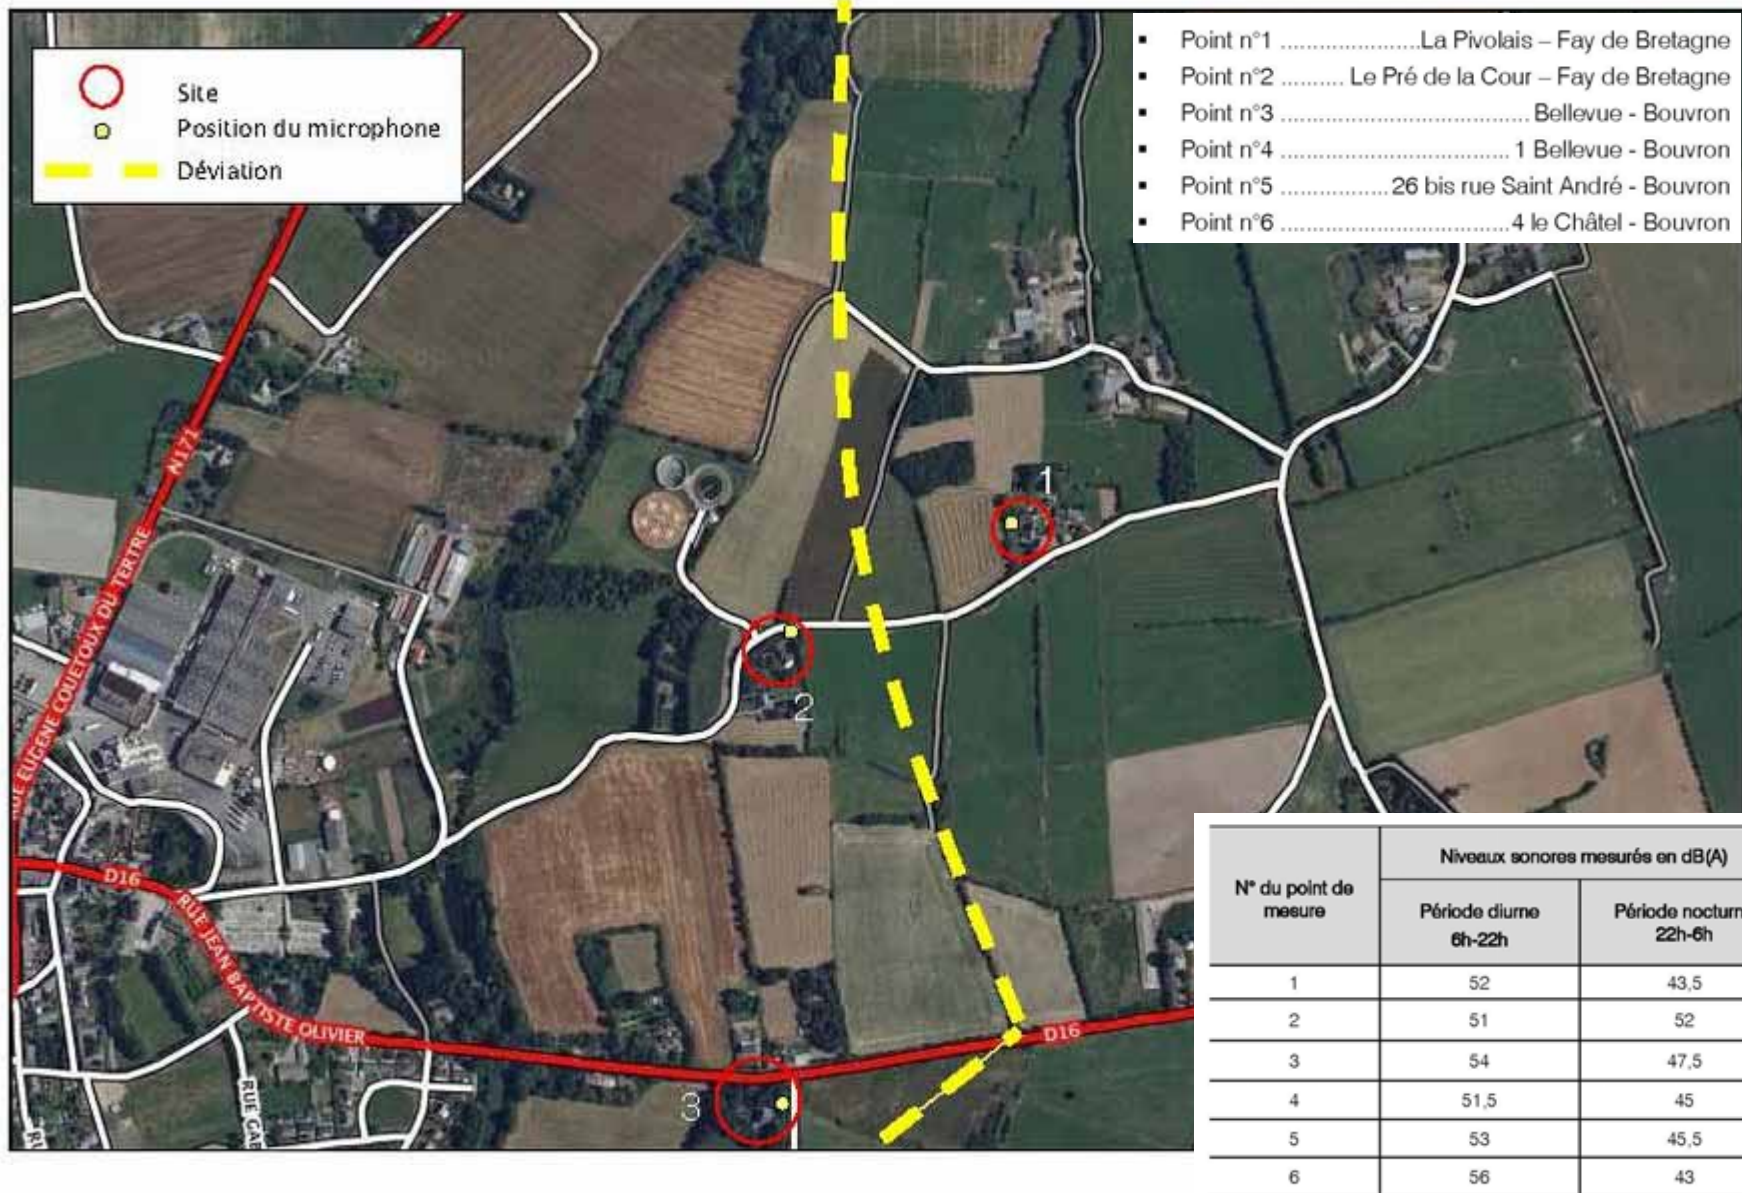 Site
Position du microphone
Déviation
▪ Point n°1 .....................La Pivolais – Fay de Bretagne
▪ Point n°2 .......... Le Pré de la Cour – Fay de Bretagne
▪ Point n°3 ...................................... Bellevue - Bouvron
▪ Point n°4 ................................... 1 Bellevue - Bouvron
▪ Point n°5 ................ 26 bis rue Saint André - Bouvron
▪ Point n°6 ...................................4 le Châtel - Bouvron
N171
1
RUE EUGENE COUETOUX DU TERTRE
2
D16
RUE JEAN BAPTISTE OLIVIER
D16
3
N° du point de mesure
Niveaux sonores mesurés en dB(A)
Période diurne
6h-22h
Période nocturn
22h-6h
1 52 43,5
2 51 52
3 54 47,5
4 51,5 45
5 53 45,5
6 56 43